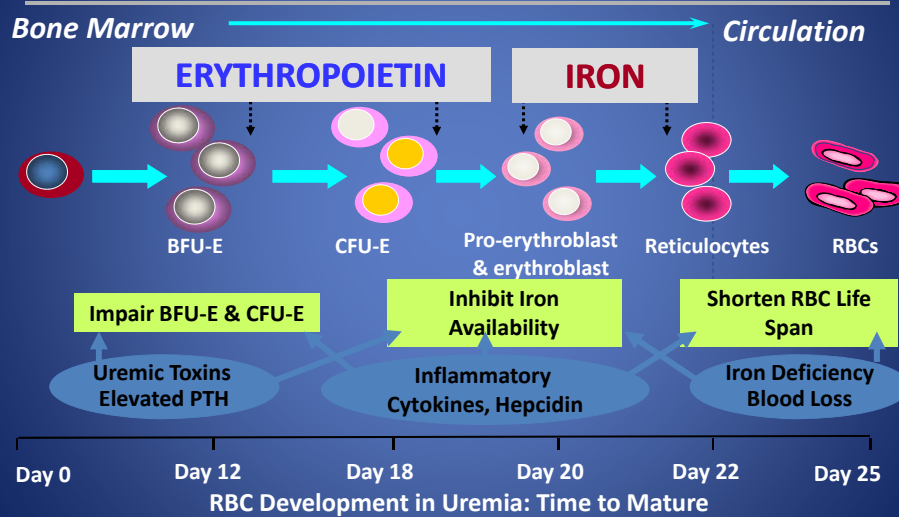 Bone Marrow
Circulation
ERYTHROPOIETIN
IRON
BFU-E
CFU-E
Pro-erythroblast
& erythroblast
Reticulocytes
RBCs
Impair BFU-E & CFU-E
Inhibit Iron
Availability
Shorten RBC Life
Span
Uremic Toxins
Elevated PTH
Inflammatory
Cytokines, Hepcidin
Iron Deficiency
Blood Loss
Day 0
Day 12
Day 18
Day 20
Day 22
Day 25
RBC Development in Uremia: Time to Mature